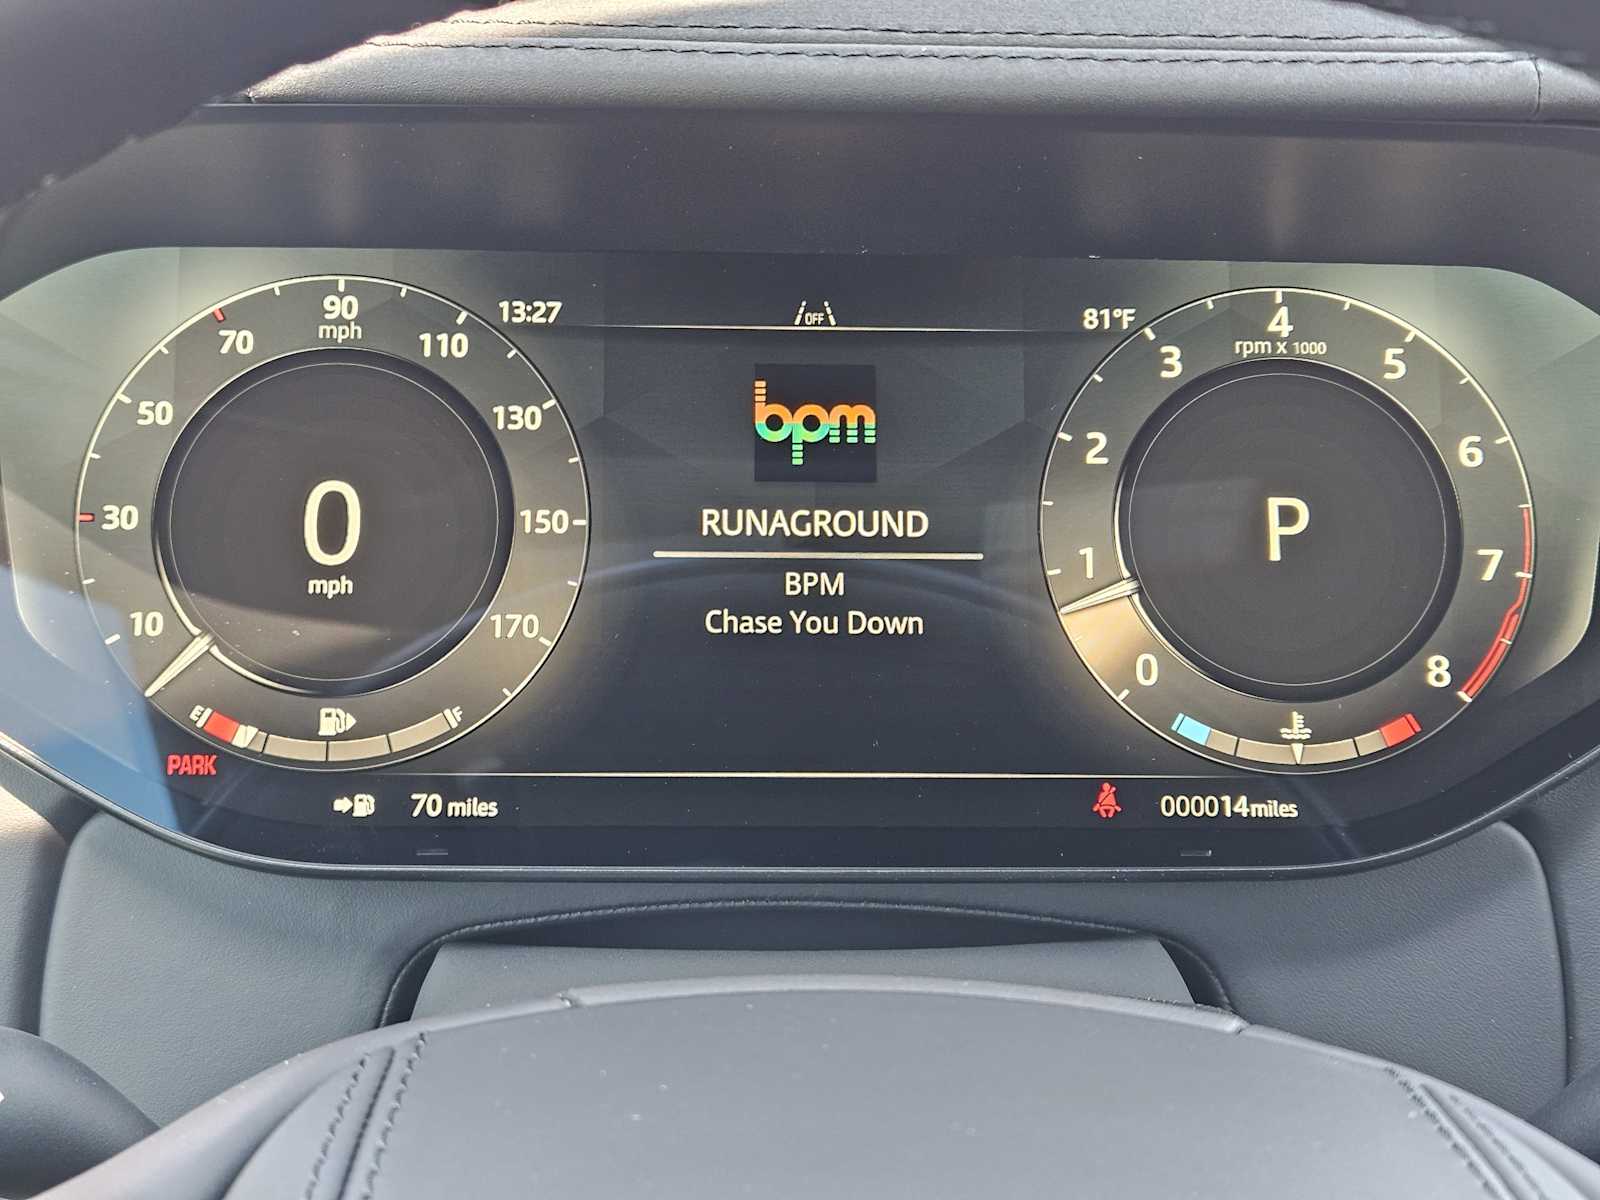 13:27
OFF
81°F
90
mph
70
110
50
130
30
150
10
170
0
mph
E
F
PARK
70 miles
bpm
RUNAGROUND
BPM
Chase You Down
4
rpm x 1000
3
5
2
6
1
7
0
8
P
000014miles